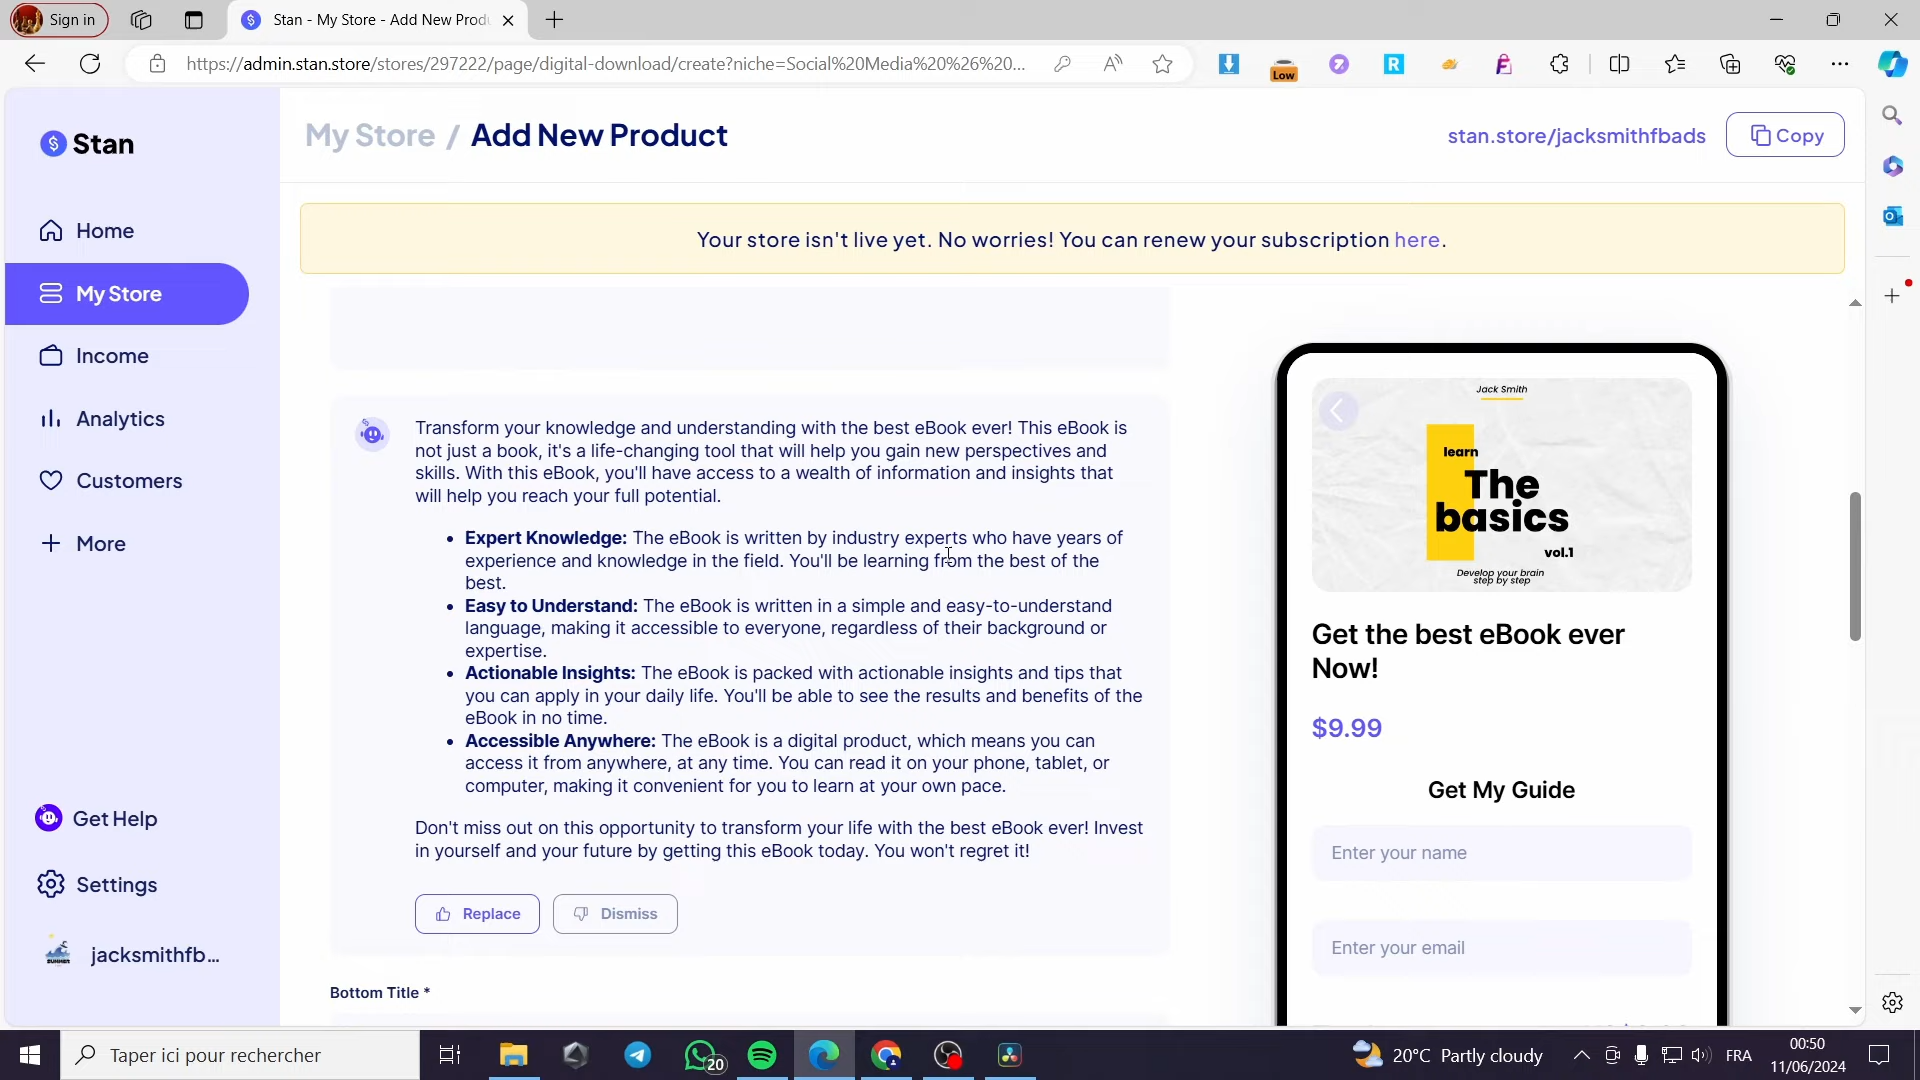 Sign in
Stan - My Store - Add New Produ
https://admin.stan.store/stores/297222/page/digital-download/create?niche=Social%20Media%20%26%20...
Low
Stan
My Store / Add New Product
stan.store/jacksmithfbads
Copy
Your store isn't live yet. No worries! You can renew your subscription here.
Home
My Store
Income
Analytics
Customers
More
Get Help
Settings
jacksmithfb...
Transform your knowledge and understanding with the best eBook ever! This eBook is
not just a book, it's a life-changing tool that will help you gain new perspectives and
skills. With this eBook, you'll have access to a wealth of information and insights that
will help you reach your full potential.
• Expert Knowledge: The eBook is written by industry experts who have years of
experience and knowledge in the field. You'll be learning from the best of the
best.
• Easy to Understand: The eBook is written in a simple and easy-to-understand
language, making it accessible to everyone, regardless of their background or
expertise.
• Actionable Insights: The eBook is packed with actionable insights and tips that
you can apply in your daily life. You'll be able to see the results and benefits of the
eBook in no time.
• Accessible Anywhere: The eBook is a digital product, which means you can
access it from anywhere, at any time. You can read it on your phone, tablet, or
computer, making it convenient for you to learn at your own pace.
Don't miss out on this opportunity to transform your life with the best eBook ever! Invest
in yourself and your future by getting this eBook today. You won't regret it!
Replace
Dismiss
Bottom Title *
Jack Smith
learn
The
basics
vol.1
Develop your brain
step by step
Get the best eBook ever
Now!
$9.99
Get My Guide
Enter your name
Enter your email
Taper ici pour rechercher
20
20°C Partly cloudy
FRA
00:50
11/06/2024